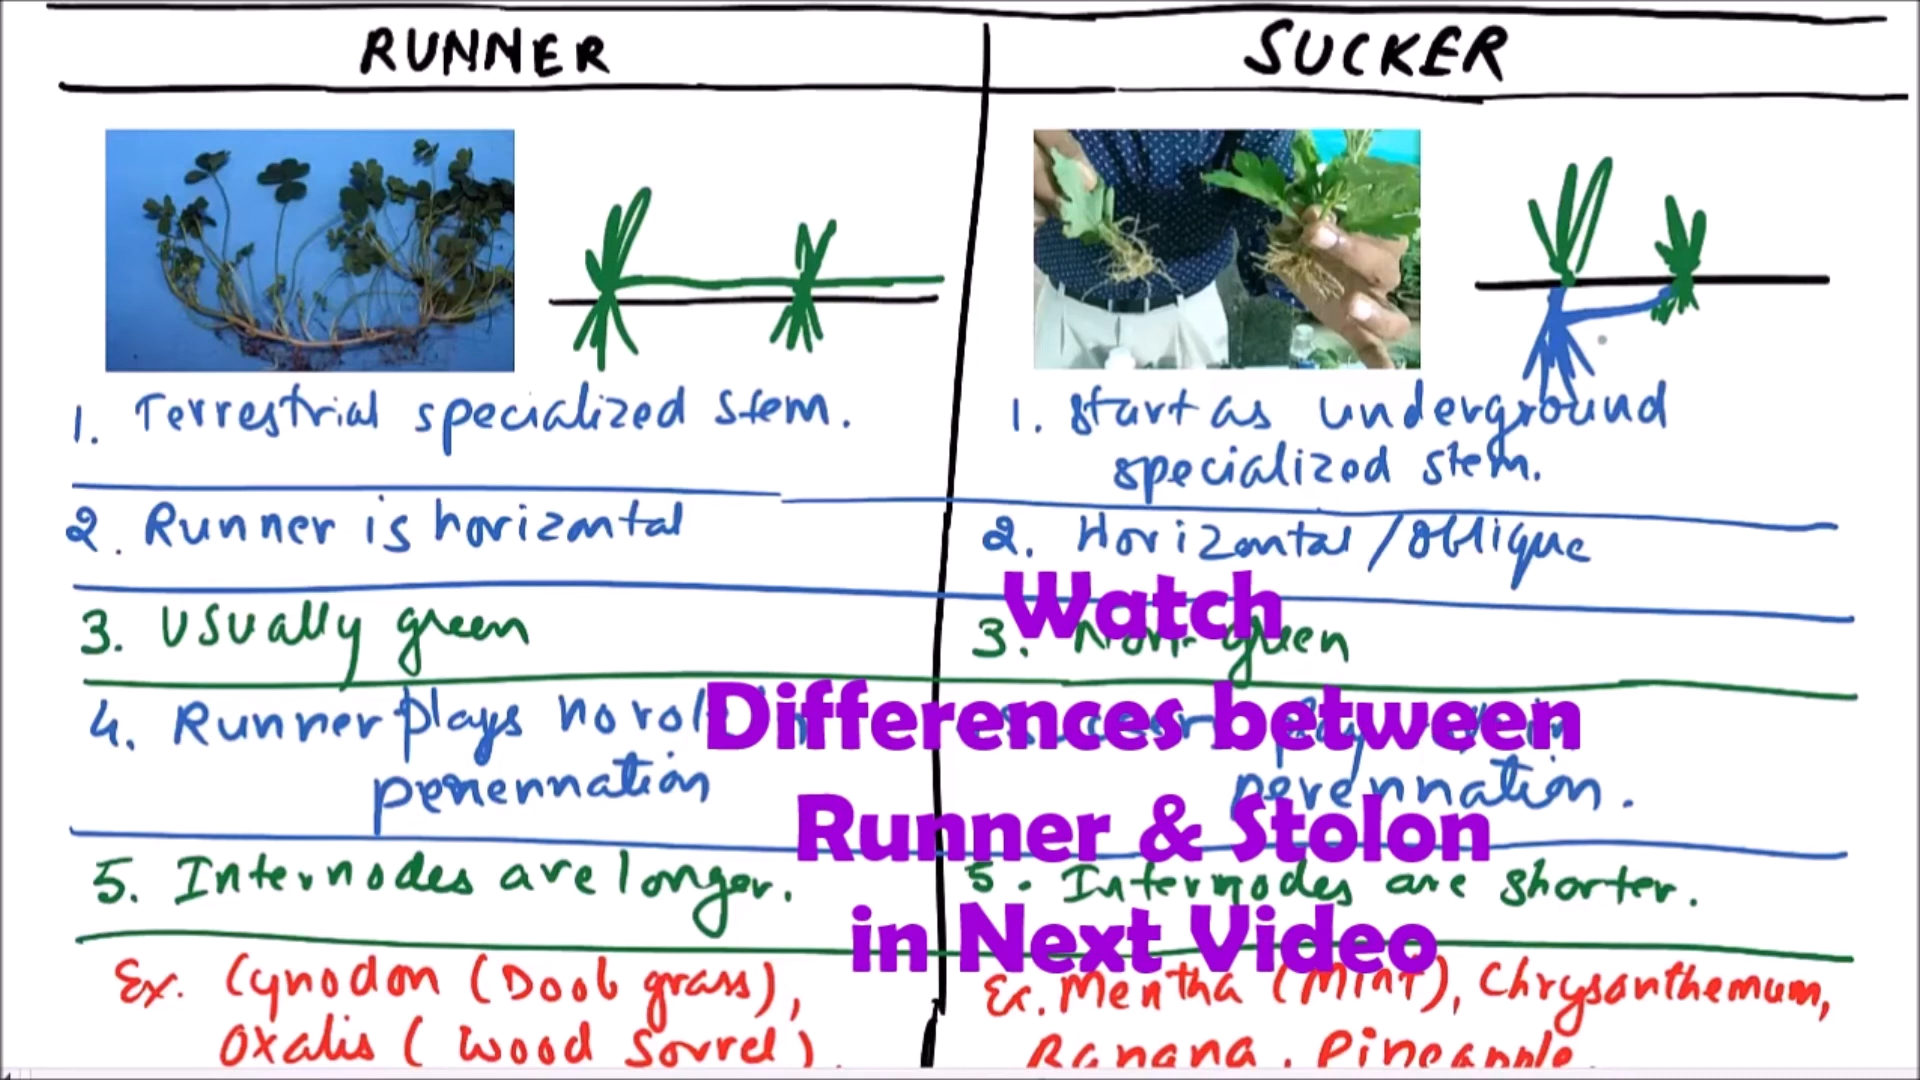 RUNNER
SUCKER
1. Terrestrial specialized stem.
1. start as underground
specialized stem.
2. Runner is horizontal
2. Horizontal / oblique
3. Usually green
3. Non-green
4. Runner plays no
perennation
perennation.
5. Internodes are longer.
5. Internodes are shorter.
Ex. Cynodon (Doob grass),
Oxalis (Wood Sorrel)
Ex. Mentha (MINT), Chrysanthemum,
Banana, Pineapple.
Watch
Differences between
Runner & Stolon
in Next Video